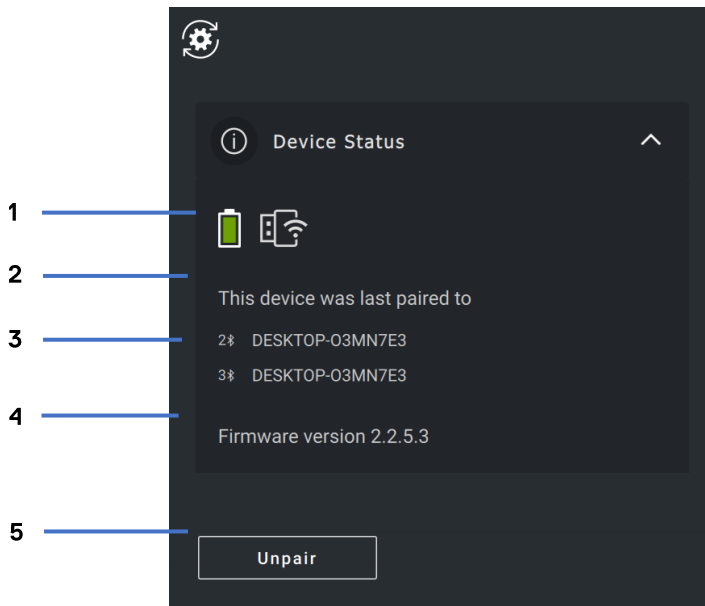 Device Status
1
2
This device was last paired to
3
2 DESKTOP-O3MN7E3
3 DESKTOP-O3MN7E3
4
Firmware version 2.2.5.3
5
Unpair